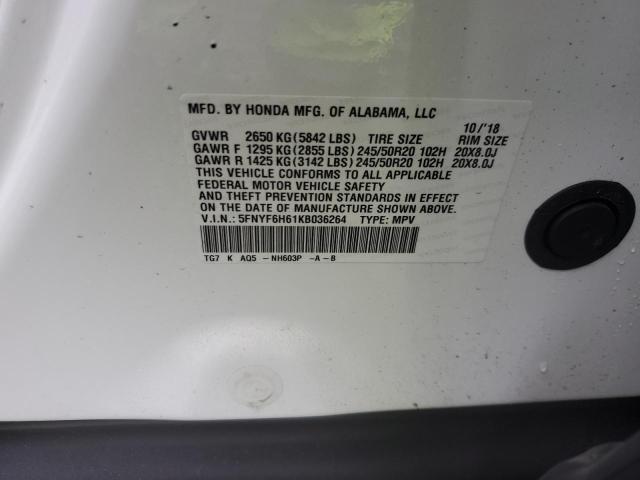 MFD. BY HONDA MFG. OF ALABAMA, LLC 10/'18
GVWR 2650 KG(5842 LBS) TIRE SIZE RIM SIZE
GAWR F 1295 KG(2855 LBS)245/50R20 102H 20X8.0J
GAWR R 1425 KG(3142 LBS)245/50R20 102H 20X8.0J
THIS VEHICLE CONFORMS TO ALL APPLICABLE
FEDERAL MOTOR VEHICLE SAFETY
AND THEFT PREVENTION STANDARDS IN EFFECT
ON THE DATE OF MANUFACTURE SHOWN ABOVE.
V.I.N.: 5FNYF6H61KB036264 TYPE: MPV
TG7 K AQ5 -NH603P -A-B